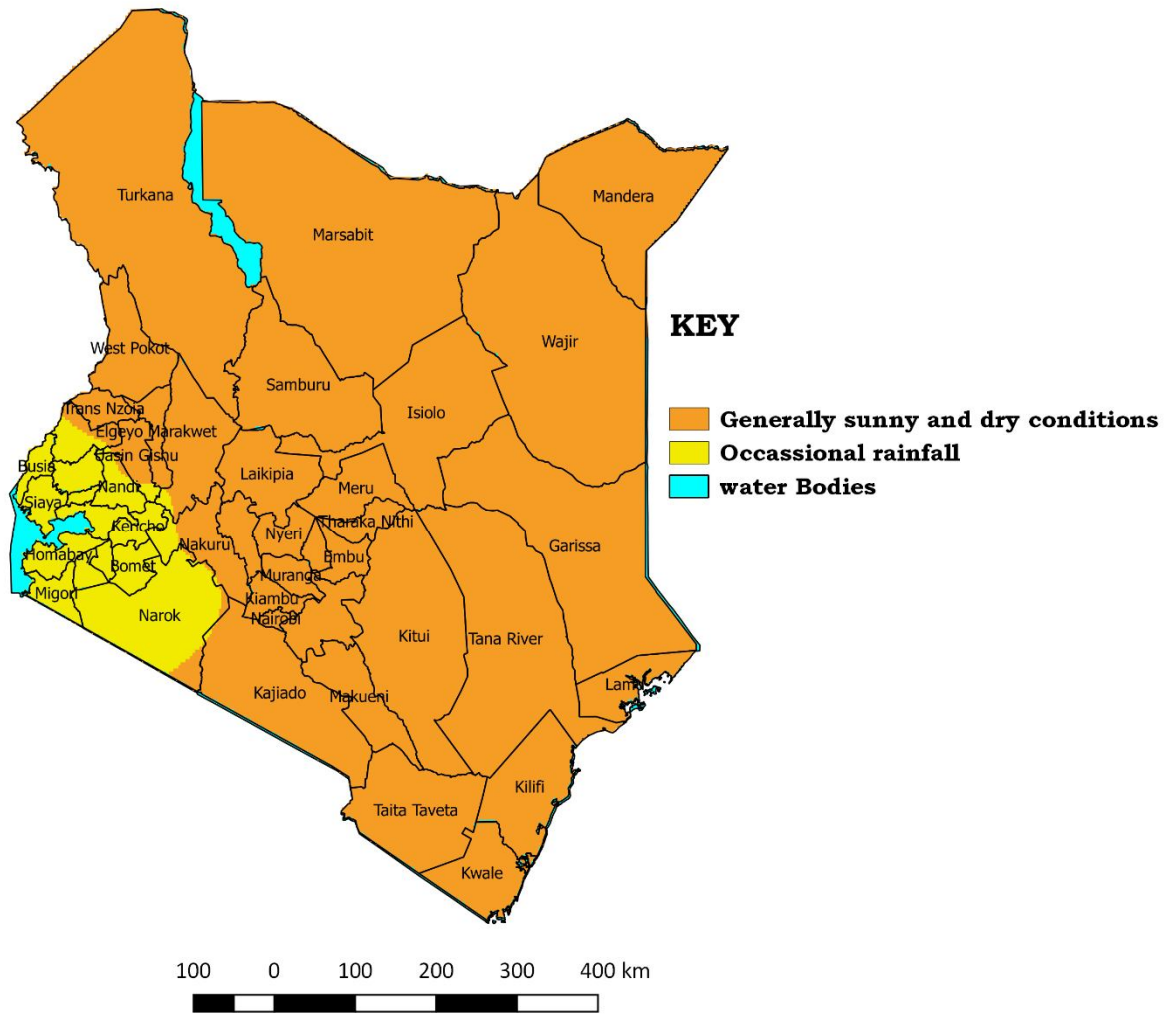 Turkana
Mandera
Marsabit
KEY
Wajir
West Pokot
Samburu
Isiolo
Trans Nzoia
Generally sunny and dry conditions
Elgeyo Marakwet
Occassional rainfall
Uasin Gishu
Busia
Laikipia
Nandi
Meru
water Bodies
Siaya
Kericho
Tharaka Nithi
Nyeri
Nakuru
Garissa
Homabay
Embu
Bomet
Muranga
Migori
Kiambu
Narok
Nairobi
Kitui
Tana River
Lamu
Kajiado
Makueni
Kilifi
Taita Taveta
Kwale
100 0 100 200 300 400 km